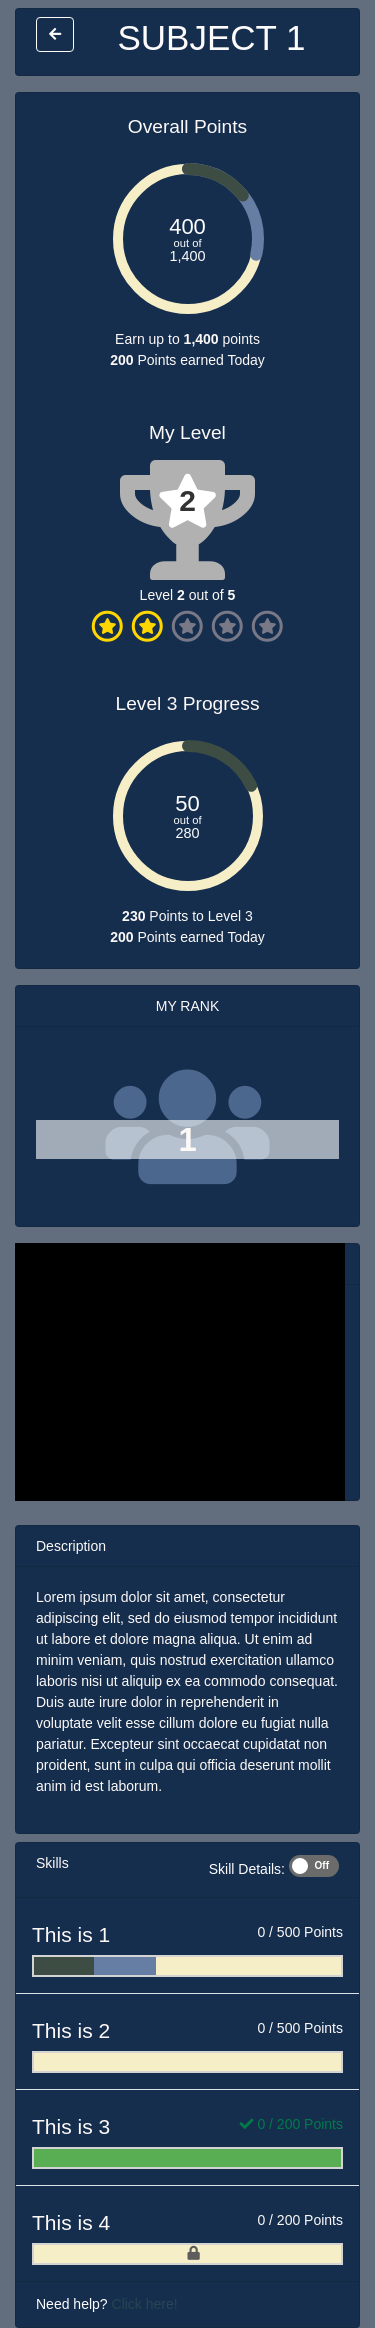 SUBJECT 1
Overall Points
400
out of
1,400
Earn up to 1,400 points
200 Points earned Today
My Level
2
Level 2 out of 5
Level 3 Progress
50
out of
280
230 Points to Level 3
200 Points earned Today
MY RANK
1
Description
Lorem ipsum dolor sit amet, consectetur
adipiscing elit, sed do eiusmod tempor incididunt
ut labore et dolore magna aliqua. Ut enim ad
minim veniam, quis nostrud exercitation ullamco
laboris nisi ut aliquip ex ea commodo consequat.
Duis aute irure dolor in reprehenderit in
voluptate velit esse cillum dolore eu fugiat nulla
pariatur. Excepteur sint occaecat cupidatat non
proident, sunt in culpa qui officia deserunt mollit
anim id est laborum.
Skills
Skill Details: Off
This is 1
0 / 500 Points
This is 2
0 / 500 Points
This is 3
0 / 200 Points
This is 4
0 / 200 Points
Need help? Click here!